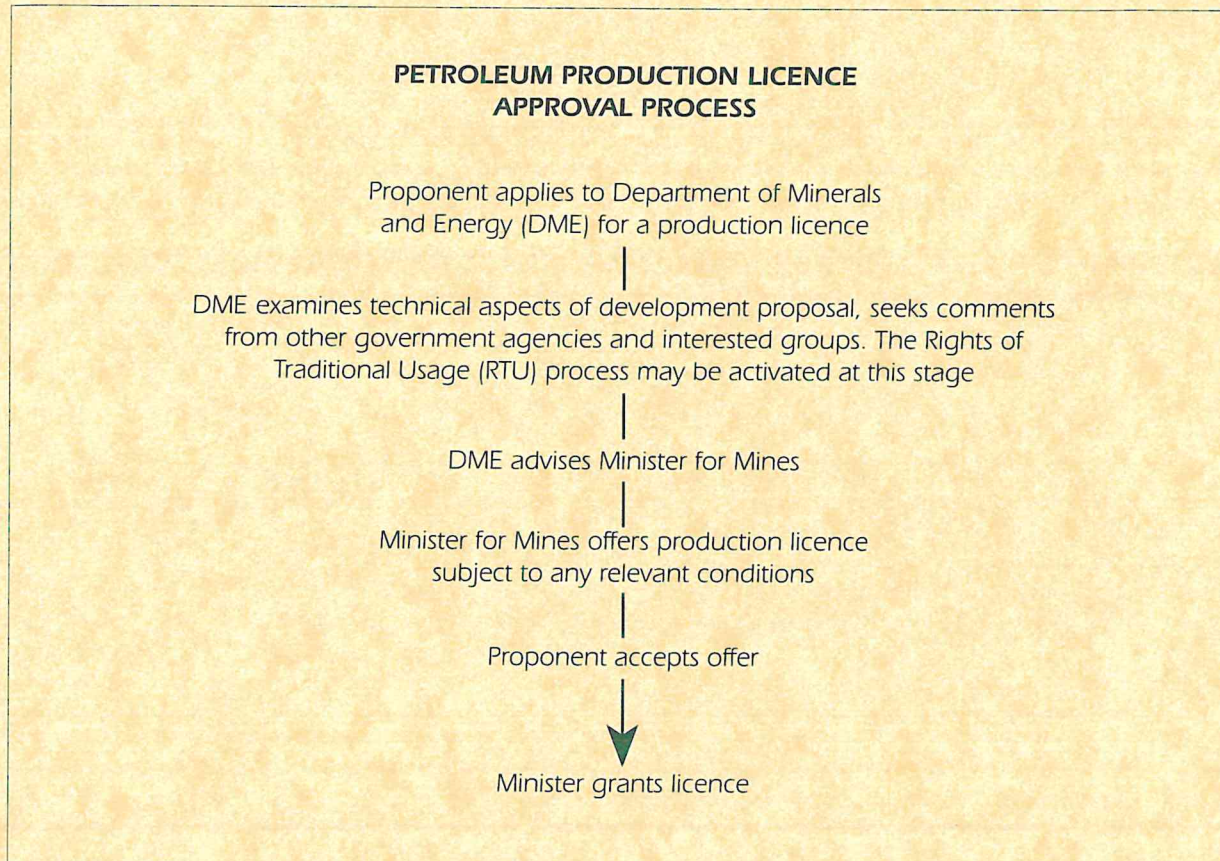 PETROLEUM PRODUCTION LICENCE
APPROVAL PROCESS
Proponent applies to Department of Minerals
and Energy (DME) for a production licence
DME examines technical aspects of development proposal, seeks comments
from other government agencies and interested groups. The Rights of
Traditional Usage (RTU) process may be activated at this stage
DME advises Minister for Mines
Minister for Mines offers production licence
subject to any relevant conditions
Proponent accepts offer
Minister grants licence